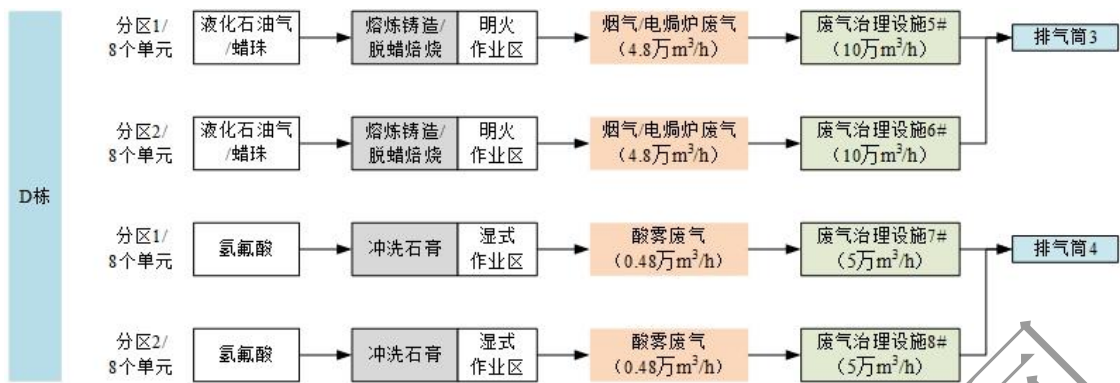 D栋
分区1/
8个单元
液化石油气
/蜡珠
熔炼铸造/
脱蜡焙烧
明火
作业区
烟气/电焗炉废气
（4.8万m³/h）
废气治理设施5#
（10万m³/h）
排气筒3
分区2/
8个单元
液化石油气
/蜡珠
熔炼铸造/
脱蜡焙烧
明火
作业区
烟气/电焗炉废气
（4.8万m³/h）
废气治理设施6#
（10万m³/h）
分区1/
8个单元
氢氟酸
冲洗石膏
湿式
作业区
酸雾废气
（0.48万m³/h）
废气治理设施7#
（5万m³/h）
排气筒4
分区2/
8个单元
氢氟酸
冲洗石膏
湿式
作业区
酸雾废气
（0.48万m³/h）
废气治理设施8#
（5万m³/h）